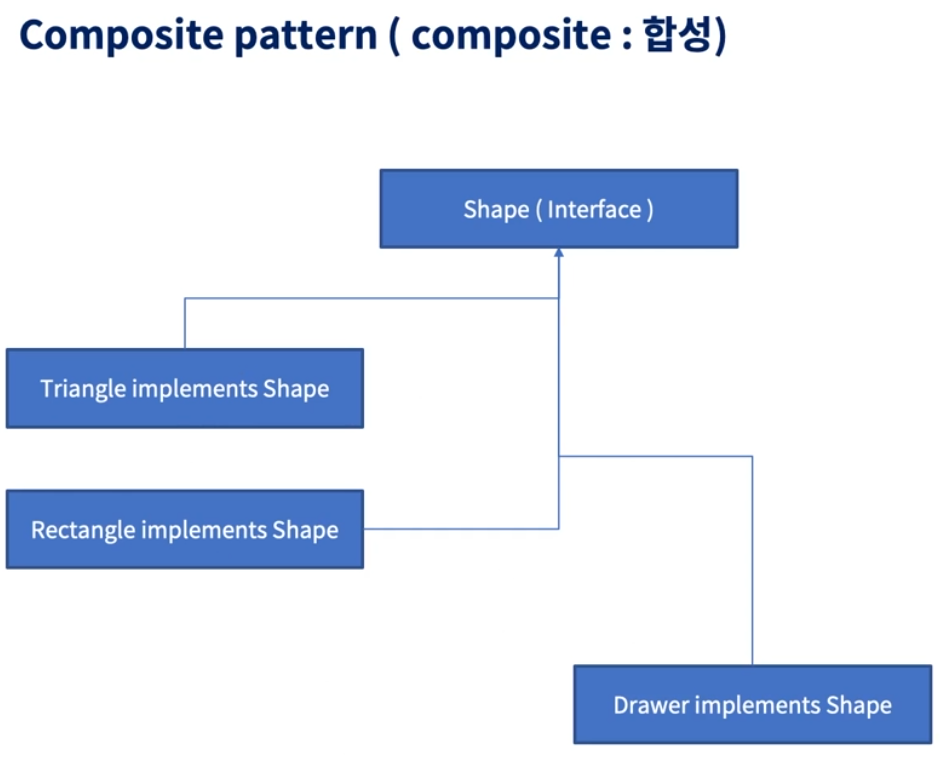 Composite pattern ( composite : 합성)
Shape ( Interface )
Triangle implements Shape
Rectangle implements Shape
Drawer implements Shape